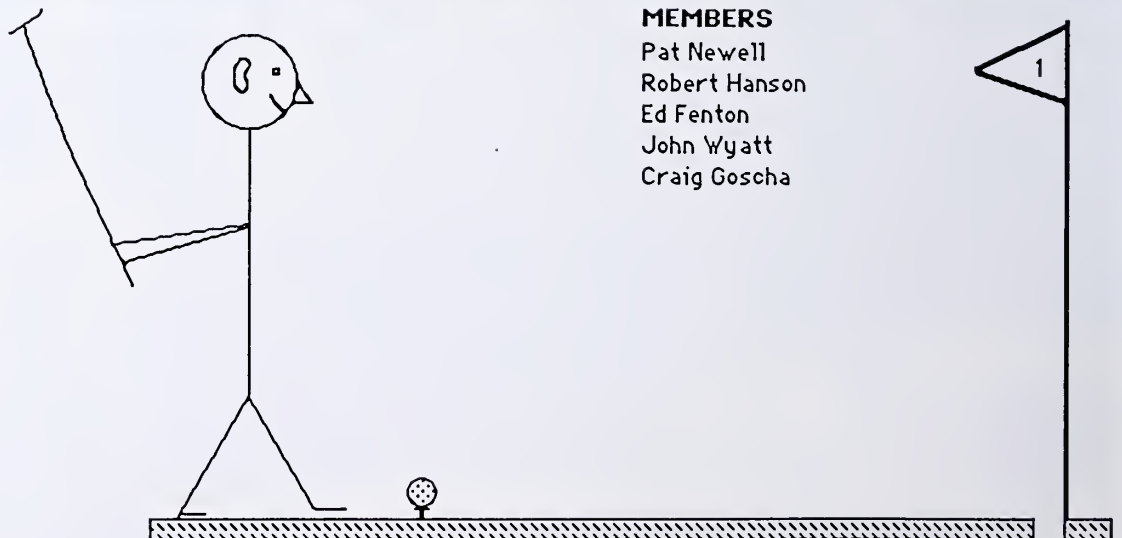 MEMBERS
Pat Newell
Robert Hanson
Ed Fenton
John Wyatt
Craig Goscha
1